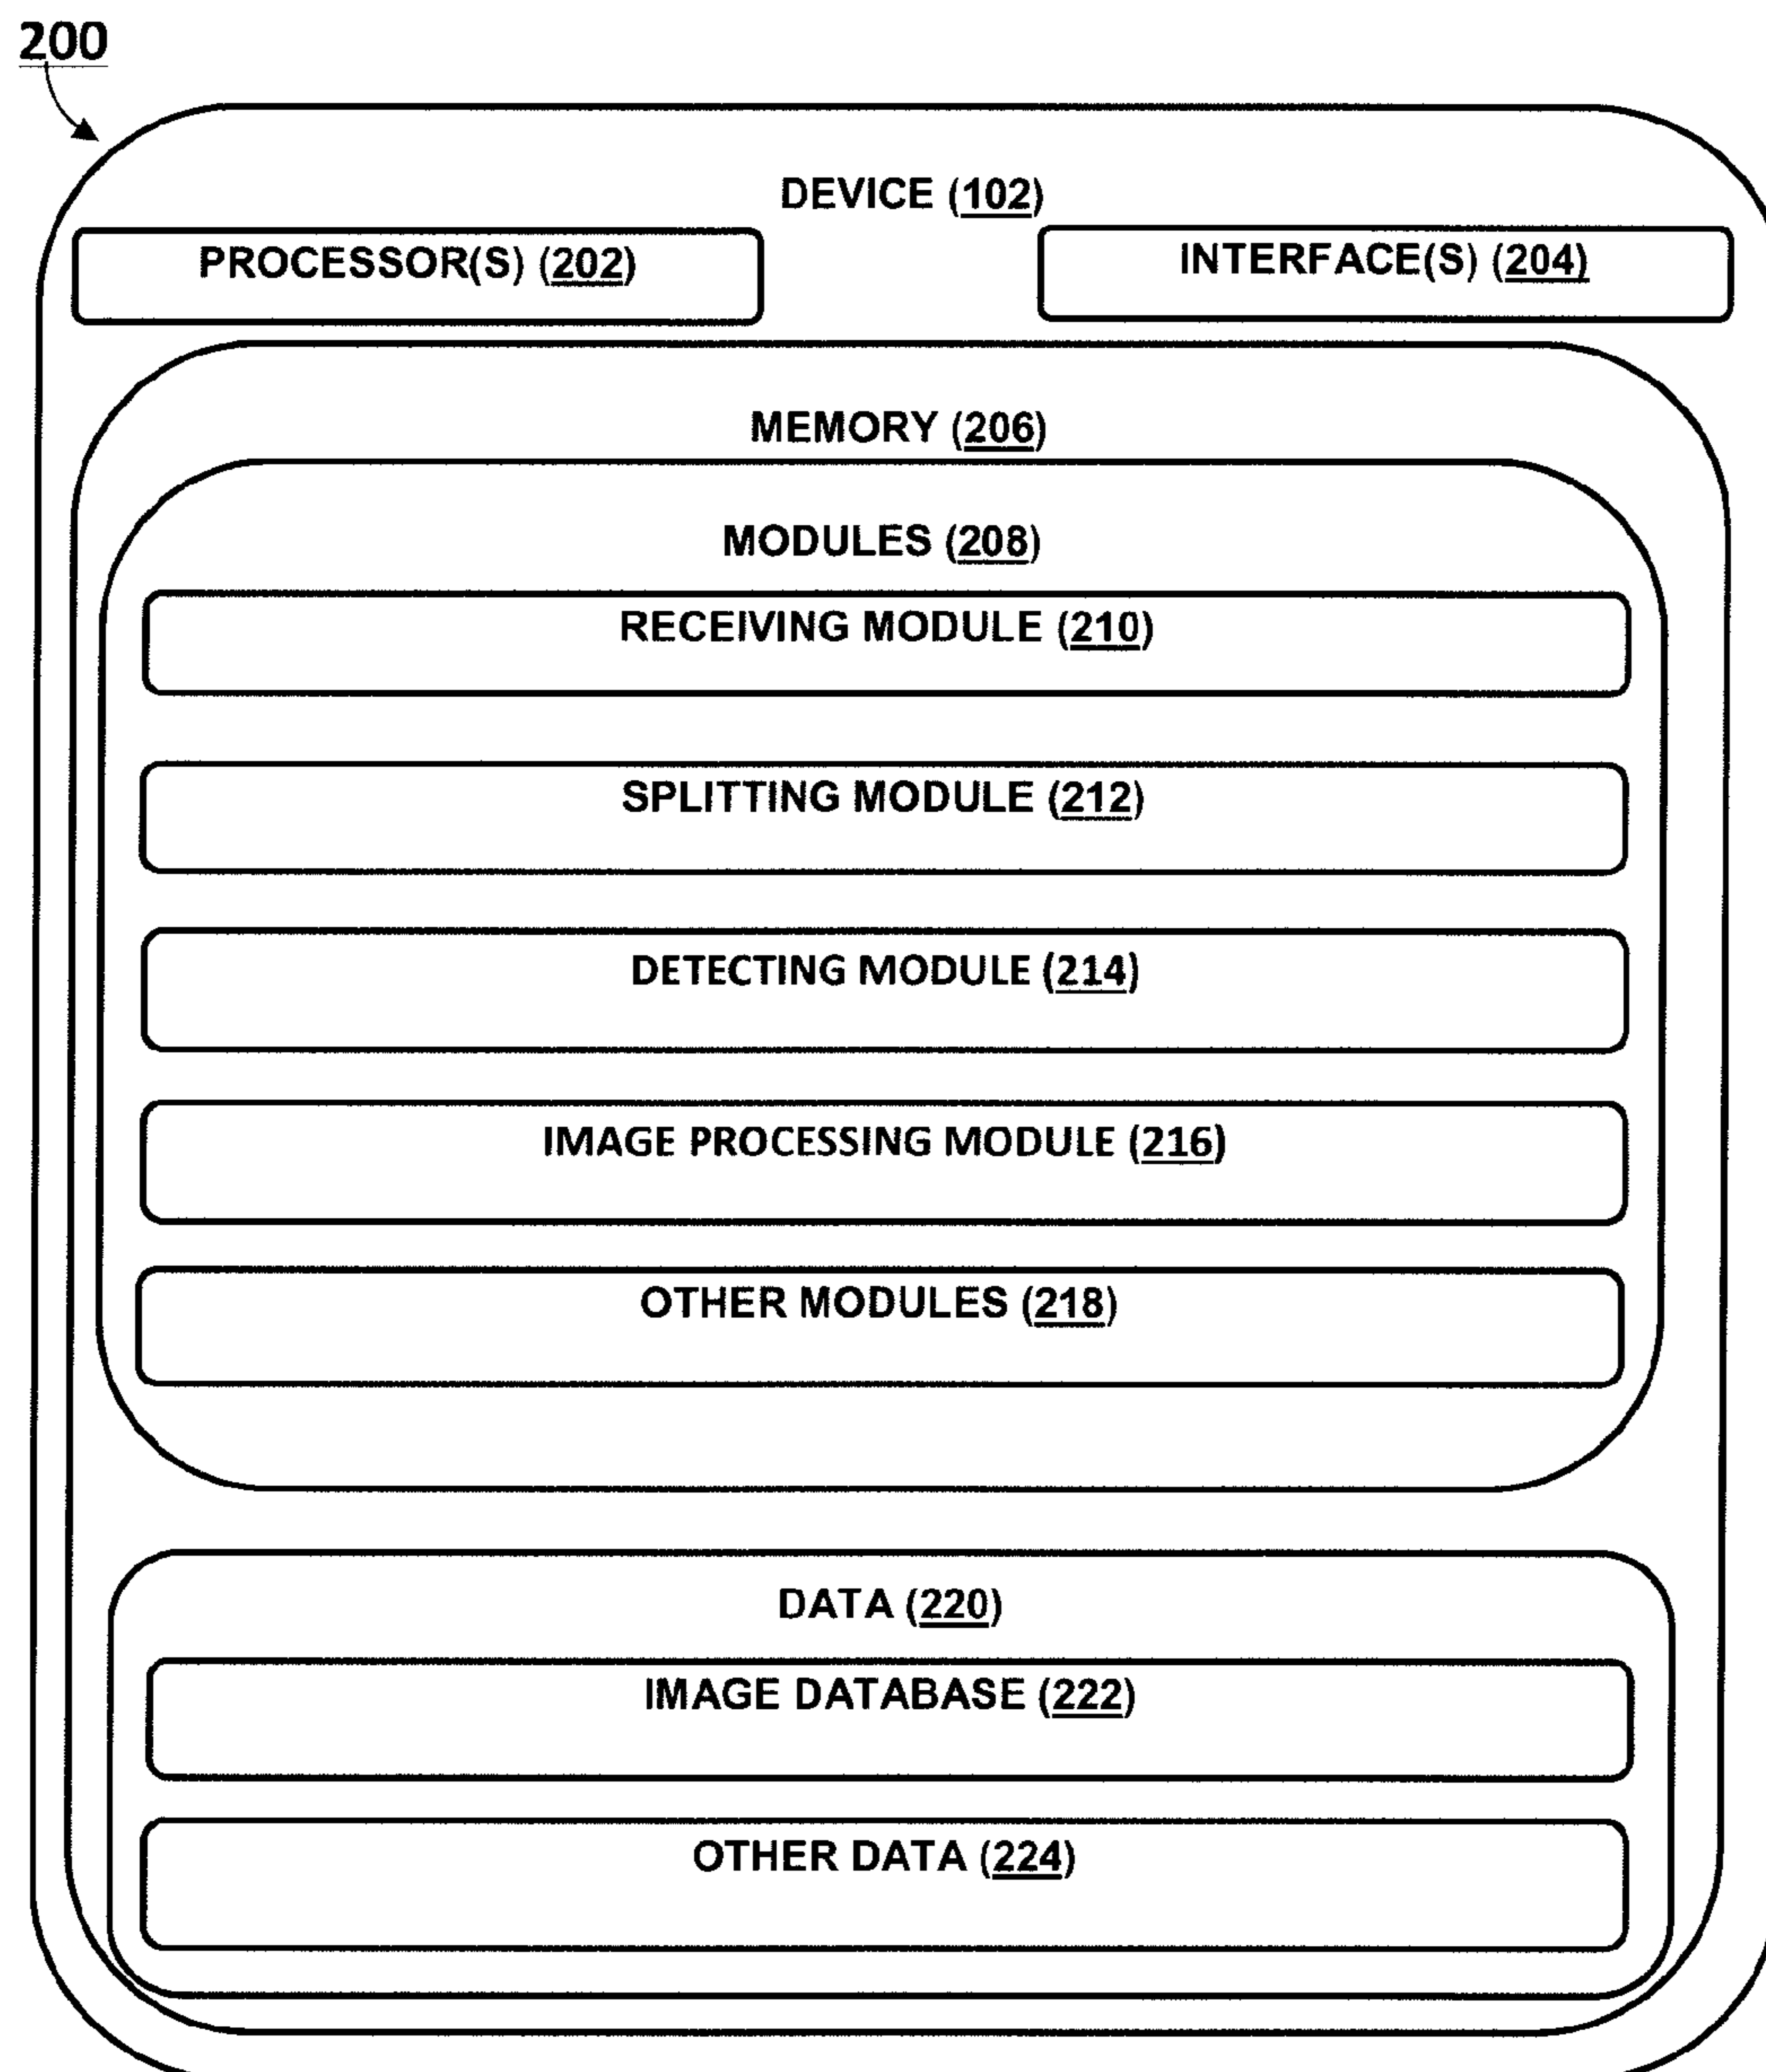 200
DEVICE (102)
PROCESSOR(S) (202)
INTERFACE(S) (204)
MEMORY (206)
MODULES (208)
RECEIVING MODULE (210)
SPLITTING MODULE (212)
DETECTING MODULE (214)
IMAGE PROCESSING MODULE (216)
OTHER MODULES (218)
DATA (220)
IMAGE DATABASE (222)
OTHER DATA (224)